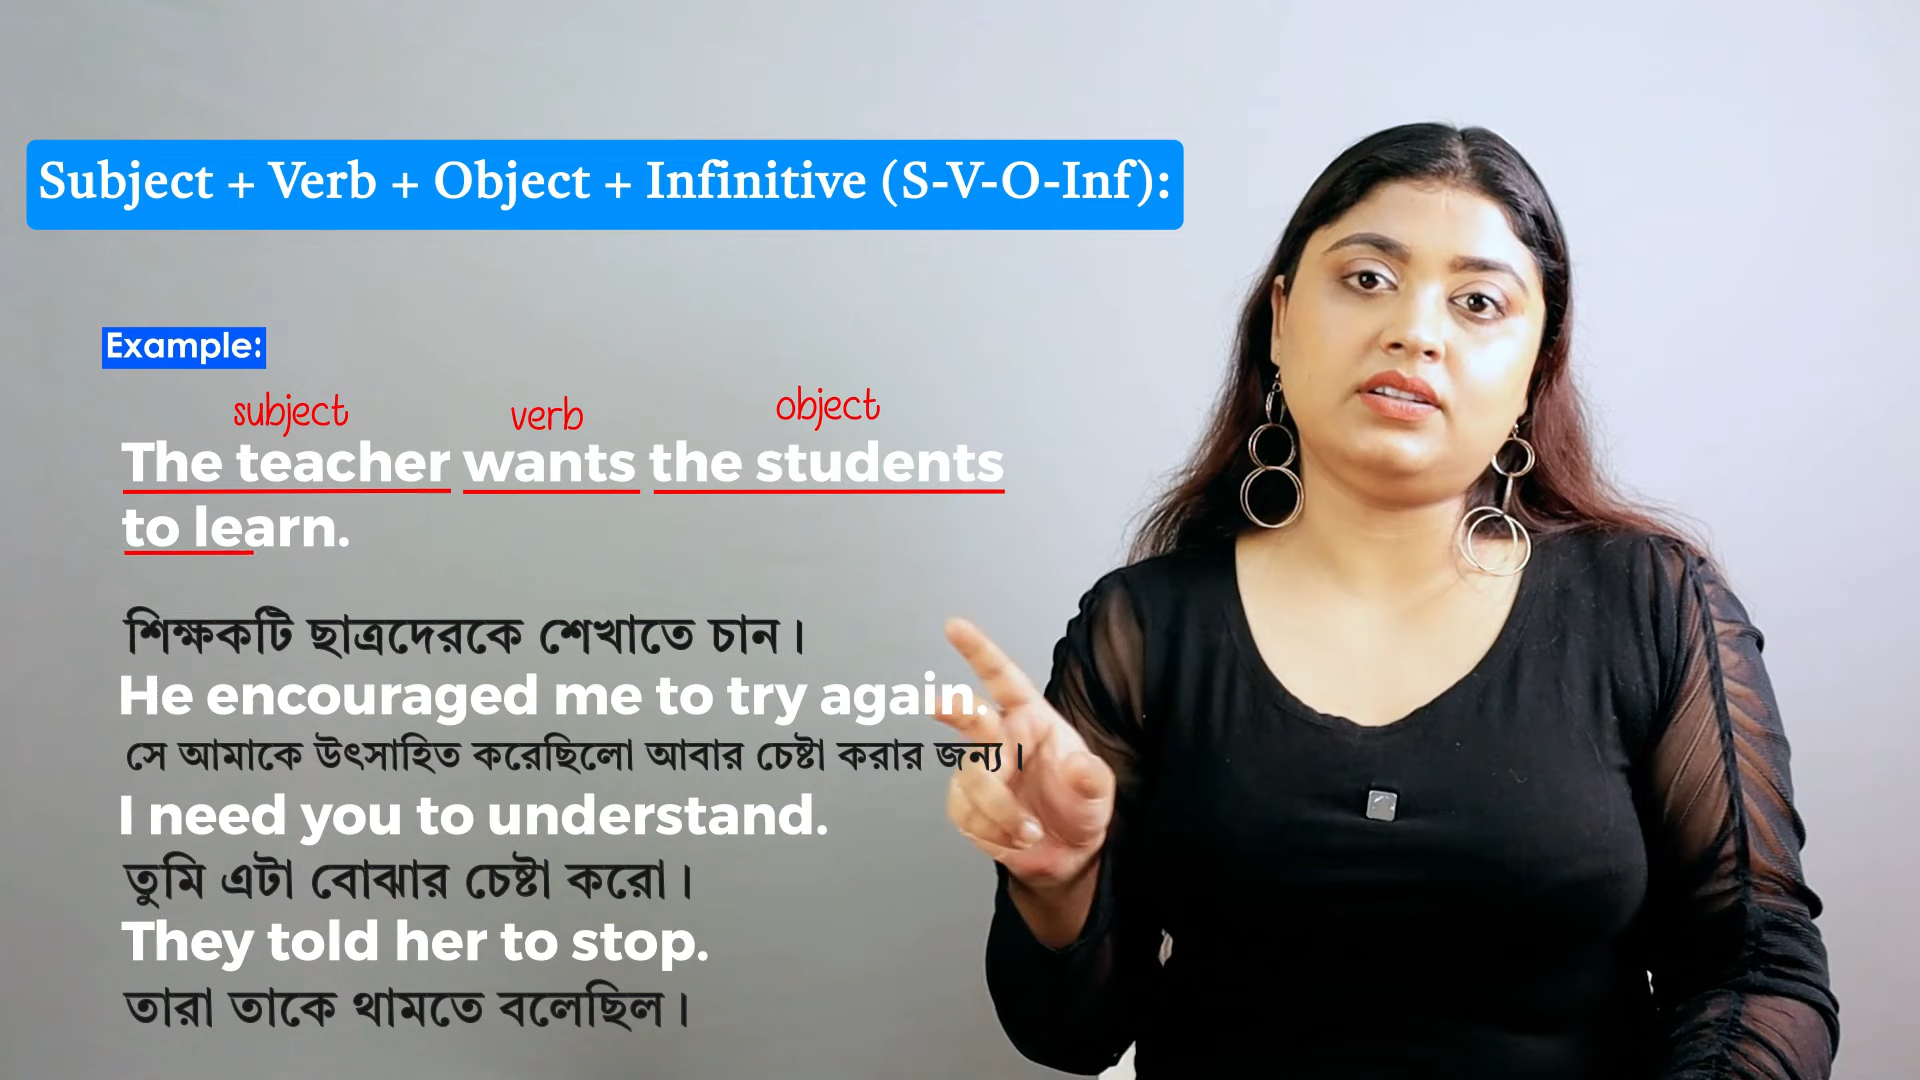 Subject + Verb + Object + Infinitive (S-V-O-Inf):
Example:
subject verb object
The teacher wants the students
to learn.
শিক্ষকটি ছাত্রদেরকে শেখাতে চান।
He encouraged me to try again.
সে আমাকে উৎসাহিত করেছিলো আবার চেষ্টা করার জন্য।
I need you to understand.
তুমি এটা বোঝার চেষ্টা করো।
They told her to stop.
তারা তাকে থামতে বলেছিল।